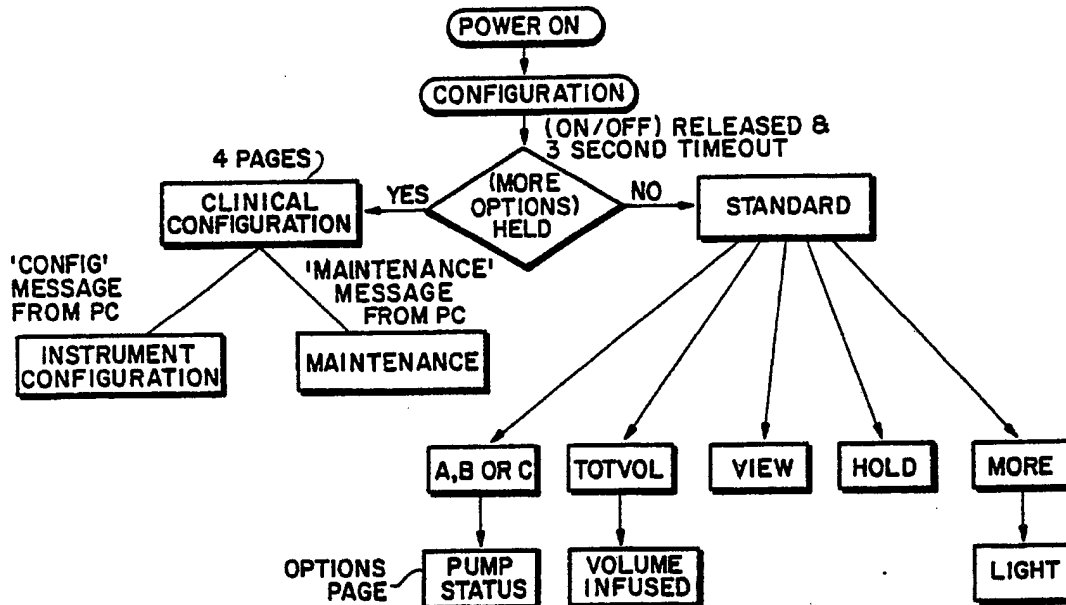 POWER ON
CONFIGURATION
(ON/OFF) RELEASED &
3 SECOND TIMEOUT
4 PAGES
CLINICAL
CONFIGURATION
YES
(MORE
OPTIONS)
HELD
NO
STANDARD
'CONFIG'
MESSAGE
FROM PC
'MAINTENANCE'
MESSAGE
FROM PC
INSTRUMENT
CONFIGURATION
MAINTENANCE
A,B OR C
TOTVOL
VIEW
HOLD
MORE
OPTIONS
PAGE
PUMP
STATUS
VOLUME
INFUSED
LIGHT